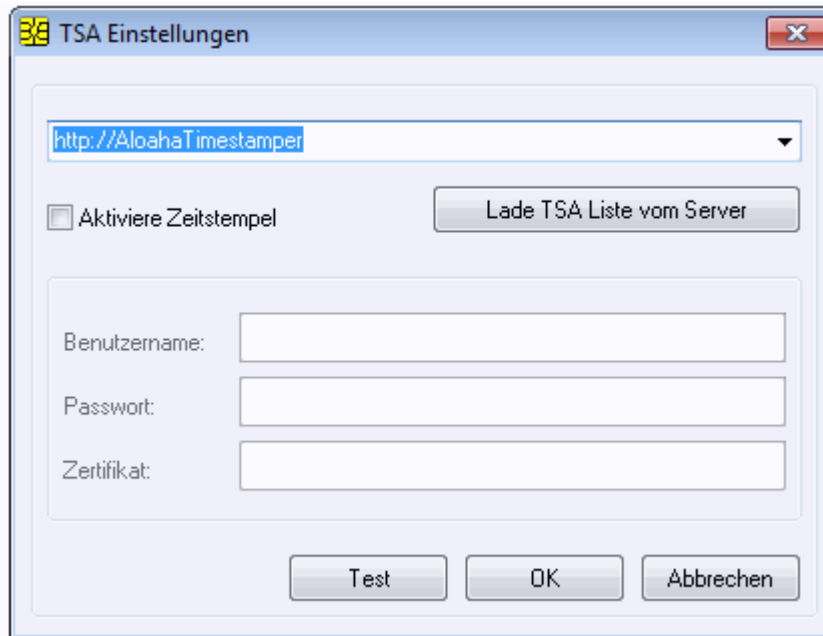 TSA Einstellungen
http://AloahaTimestamper
Aktiviere Zeitstempel
Lade TSA Liste vom Server
Benutzername:
Passwort:
Zertifikat:
Test
OK
Abbrechen